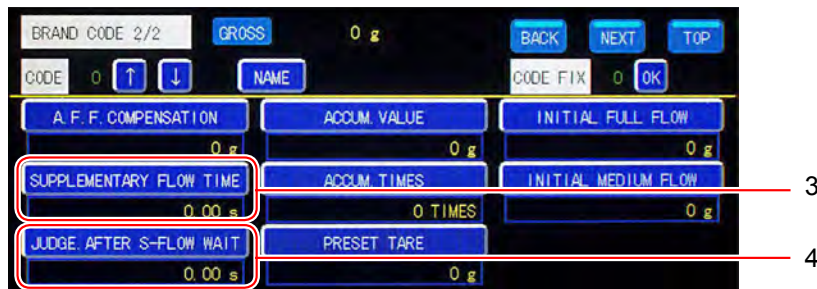 BRAND CODE 2/2 GROSS 0 g BACK NEXT TOP
CODE 0 ↑ ↓ NAME CODE FIX 0 OK
A.F.F. COMPENSATION ACCUM. VALUE INITIAL FULL FLOW
0 g 0 g 0 g
SUPPLEMENTARY FLOW TIME ACCUM. TIMES INITIAL MEDIUM FLOW 3
0.00 s 0 TIMES 0 g
JUDGE. AFTER S-FLOW WAIT PRESET TARE 4
0.00 s 0 g